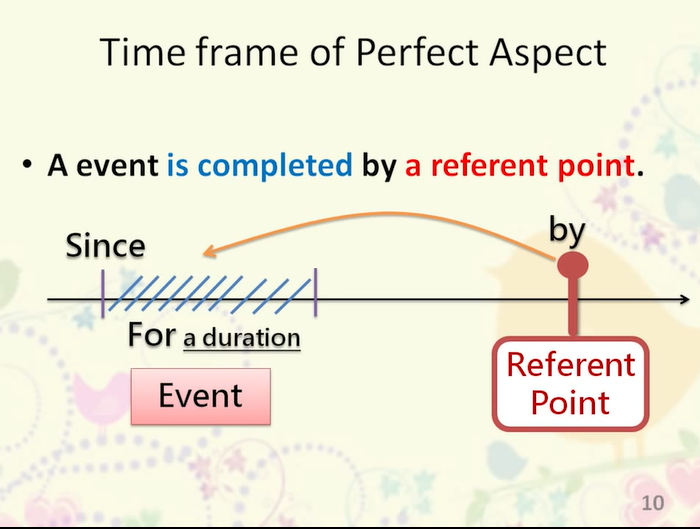 Time frame of Perfect Aspect
• A event is completed by a referent point.
Since
by
For a duration
Event
Referent
Point
10